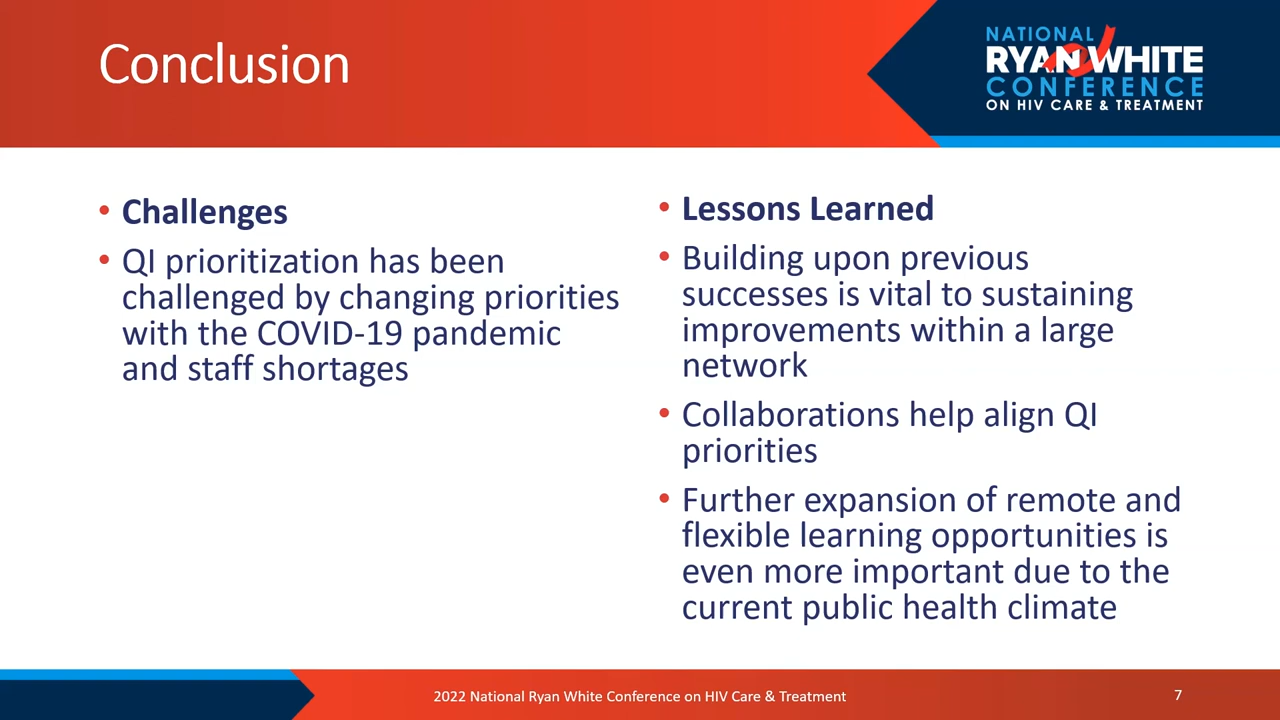 Conclusion
NATIONAL
RYAN WHITE
CONFERENCE
ON HIV CARE & TREATMENT
• Challenges
• QI prioritization has been
challenged by changing priorities
with the COVID-19 pandemic
and staff shortages
• Lessons Learned
• Building upon previous
successes is vital to sustaining
improvements within a large
network
• Collaborations help align QI
priorities
• Further expansion of remote and
flexible learning opportunities is
even more important due to the
current public health climate
2022 National Ryan White Conference on HIV Care & Treatment
7